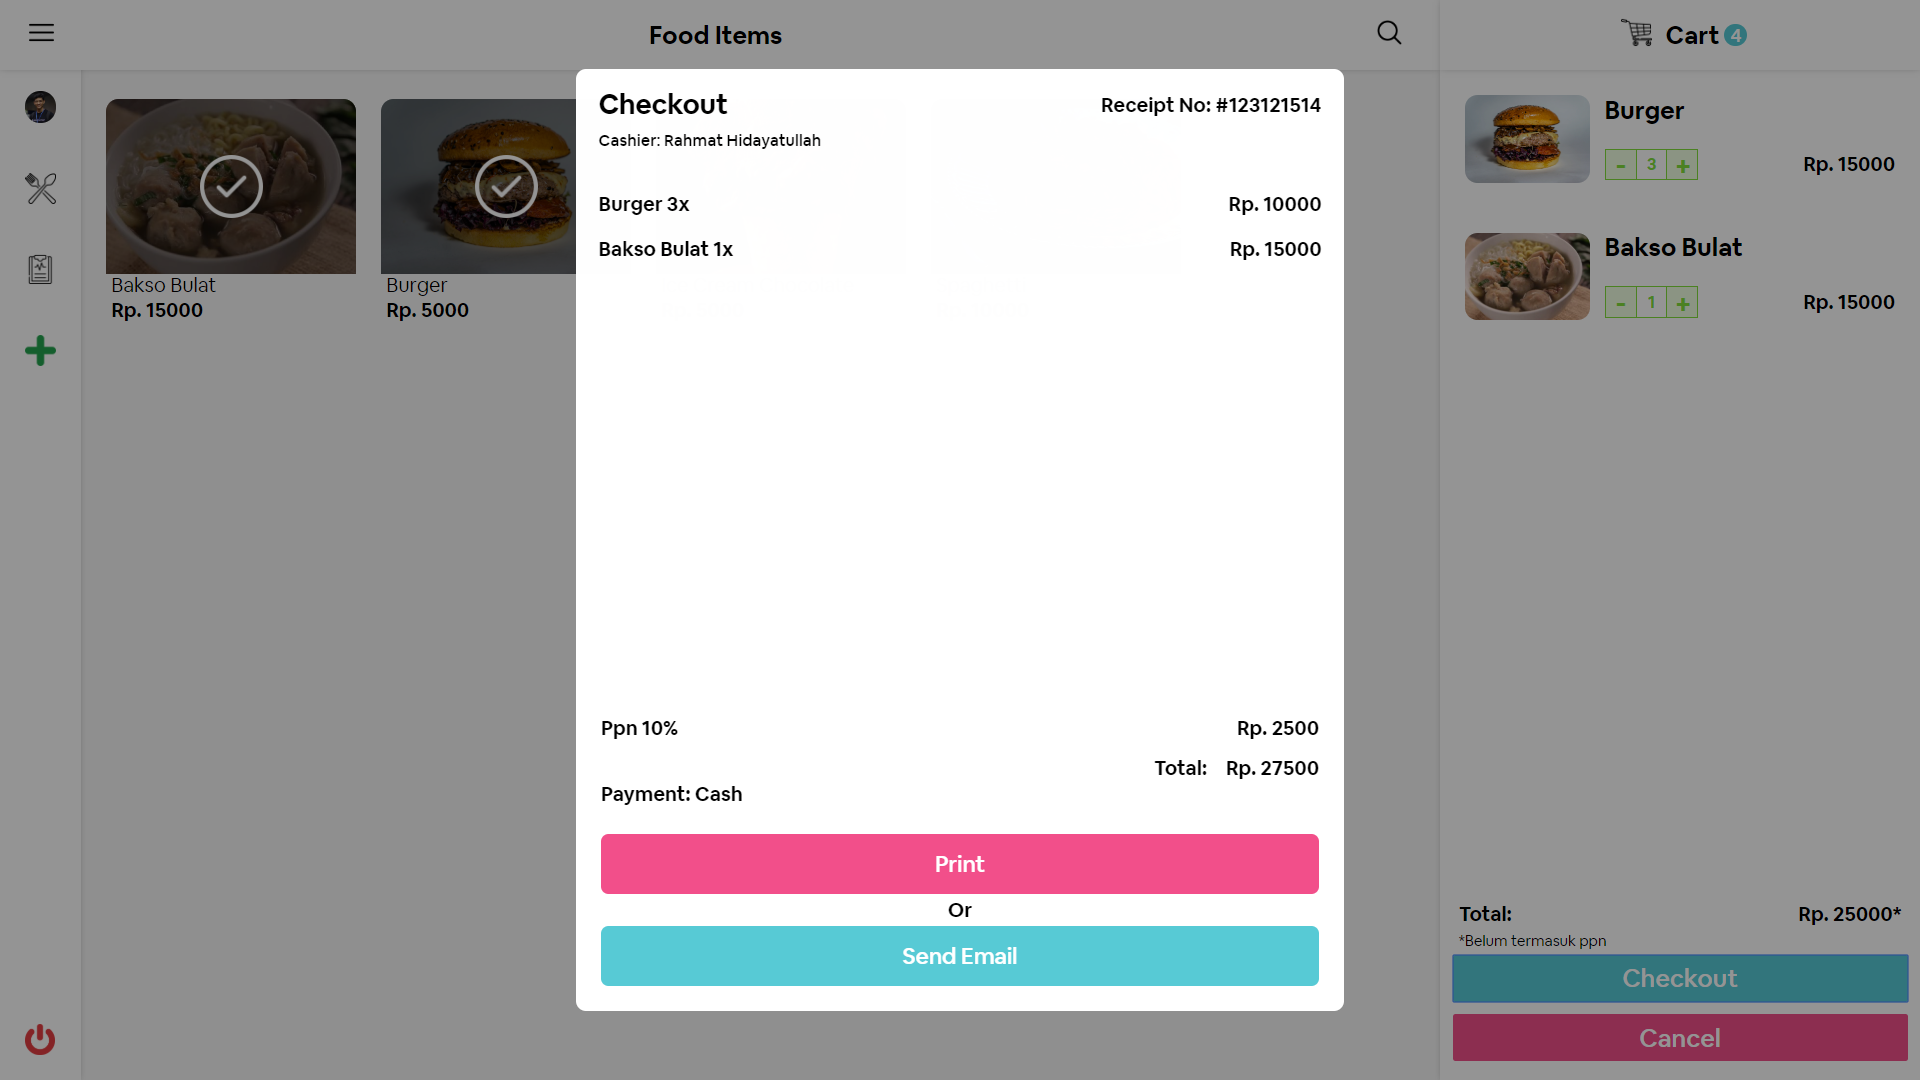 Food Items
Cart 4
Bakso Bulat
Rp. 15000
Burger
Rp. 5000
Checkout
Receipt No: #123121514
Cashier: Rahmat Hidayatullah
Burger 3x
Rp. 10000
Bakso Bulat 1x
Rp. 15000
Ppn 10%
Rp. 2500
Total: Rp. 27500
Payment: Cash
Print
Or
Send Email
Burger
- 3 +
Rp. 15000
Bakso Bulat
- 1 +
Rp. 15000
Total:
Rp. 25000*
*Belum termasuk ppn
Checkout
Cancel